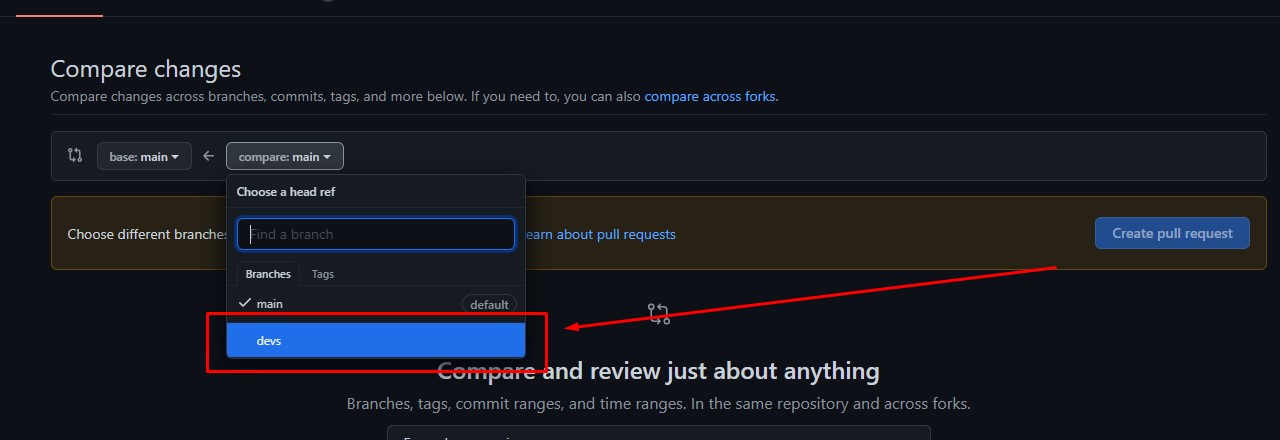 Compare changes
Compare changes across branches, commits, tags, and more below. If you need to, you can also compare across forks.
base: main
compare: main
Choose a head ref
Choose different branches
Find a branch
earn about pull requests
Create pull request
Branches
Tags
main
default
devs
Compare and review just about anything
Branches, tags, commit ranges, and time ranges. In the same repository and across forks.